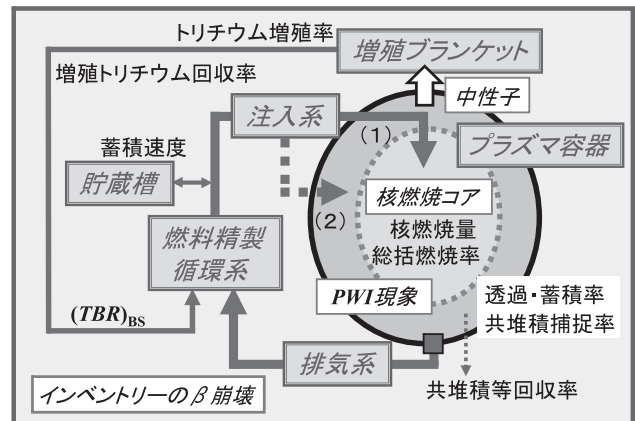 トリチウム増殖率
増殖ブランケット
増殖トリチウム回収率
中性子
注入系
(1)
プラズマ容器
蓄積速度
貯蔵槽
核燃焼コア
(2)
核燃焼量
総括燃焼率
燃料精製
循環系
PWI現象
透過・蓄積率
共堆積捕捉率
(TBR)BS
排気系
共堆積等回収率
インベントリーのβ崩壊